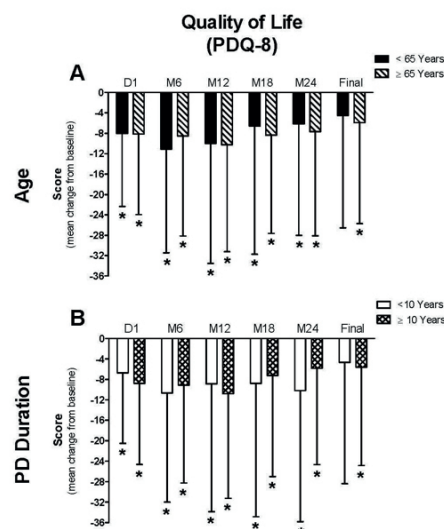 Quality of Life
(PDQ-8)
< 65 Years
≥ 65 Years
A
D1 M6 M12 M18 M24 Final
0
-4
-8
-12
-16
-20
-24
-28
-32
-36
Age
Score
(mean change from baseline)
* * * * * * * * * * *
<10 Years
≥ 10 Years
B
D1 M6 M12 M18 M24 Final
0
-4
-8
-12
-16
-20
-24
-28
-32
-36
PD Duration
Score
(mean change from baseline)
* * * * * * * * * * *